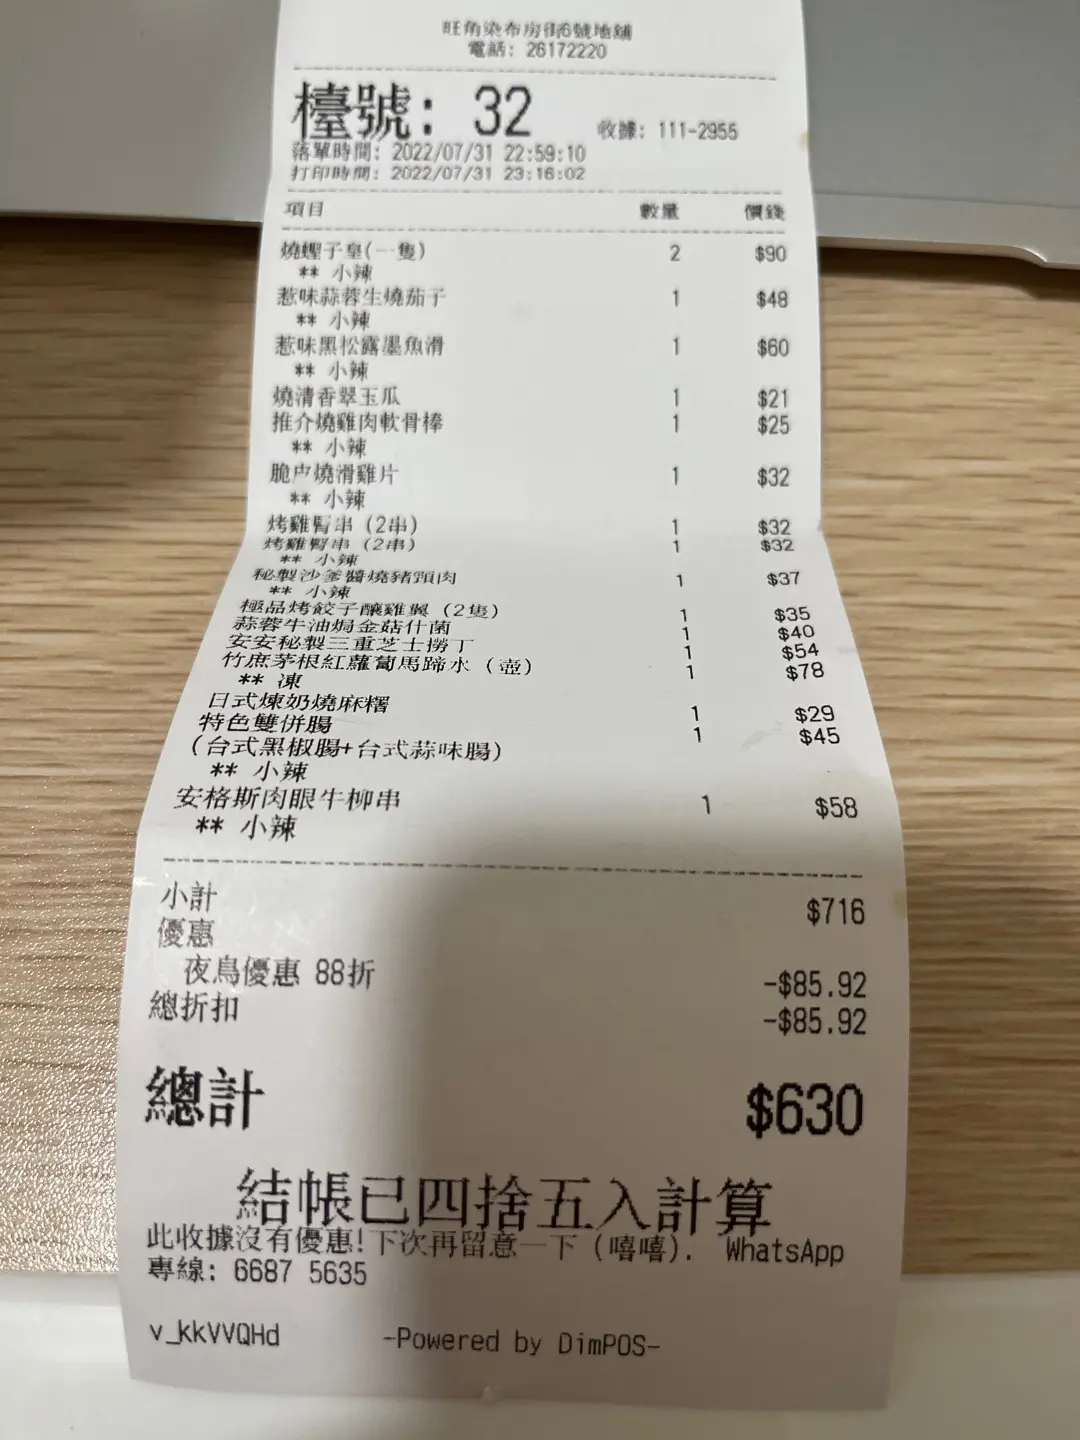 旺角染布房街6號地舖
電話: 26172220
檯號: 32 收據: 111-2955
落單時間: 2022/07/31 22:59:10
打印時間: 2022/07/31 23:16:02
項目 數量 價錢
燒蟶子皇(一隻) 2 $90
** 小辣
惹味蒜蓉生燒茄子 1 $48
** 小辣
惹味黑松露墨魚滑 1 $60
** 小辣
燒清香翠玉瓜 1 $21
推介燒雞肉軟骨棒 1 $25
** 小辣
脆皮燒滑雞片 1 $32
** 小辣
烤雞腎串 (2串) 1 $32
烤雞腎串 (2串) 1 $32
** 小辣
秘製沙爹醬燒豬頸肉 1 $37
** 小辣
極品烤餃子釀雞翼 (2隻) 1 $35
蒜蓉牛油焗金菇什菌 1 $40
安安秘製三重芝士撈丁 1 $54
竹庶茅根紅蘿蔔馬蹄水 (壺) 1 $78
** 凍
日式煉奶燒麻糬 1 $29
特色雙併腸 1 $45
(台式黑椒腸+台式蒜味腸)
** 小辣
安格斯肉眼牛柳串 1 $58
** 小辣
小計 $716
優惠
夜鳥優惠 88折 -$85.92
總折扣 -$85.92
總計 $630
結帳已四捨五入計算
此收據沒有優惠!下次再留意一下 (嘻嘻). WhatsApp
專線: 6687 5635
v_kkVVQHd -Powered by DimPOS-